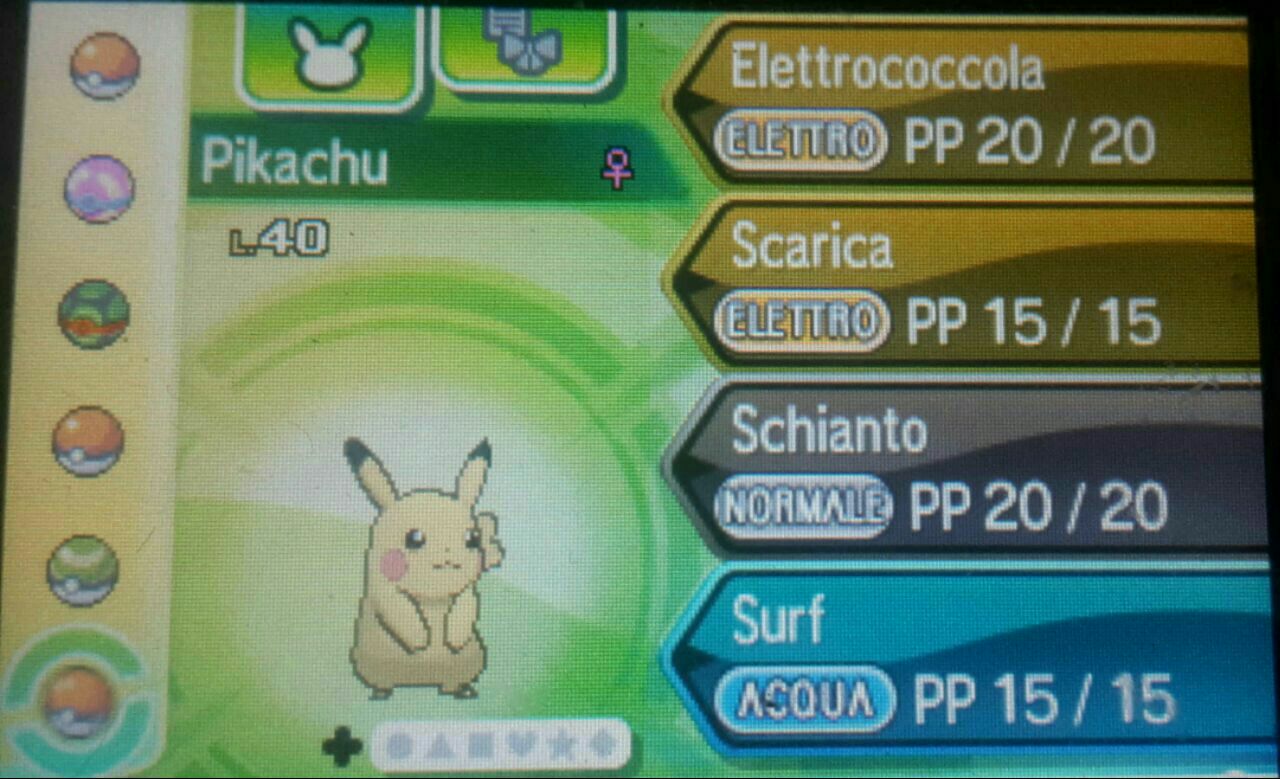 Pikachu ♀
L.40
Elettrococcola
ELETTRO PP 20 / 20
Scarica
ELETTRO PP 15 / 15
Schianto
NORMALE PP 20 / 20
Surf
ACQUA PP 15 / 15